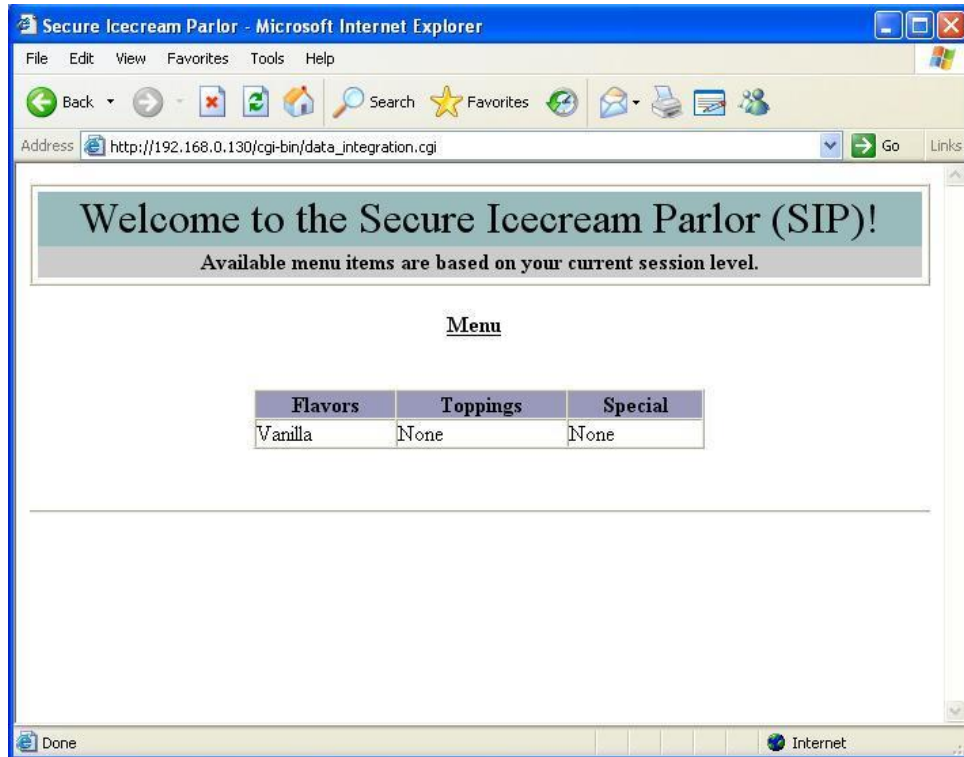 Secure Icecream Parlor - Microsoft Internet Explorer
File Edit View Favorites Tools Help
Back Search Favorites
Address http://192.168.0.130/cgi-bin/data_integration.cgi Go Links
Welcome to the Secure Icecream Parlor (SIP)!
Available menu items are based on your current session level.
Menu
Flavors Toppings Special
Vanilla None None
Done Internet